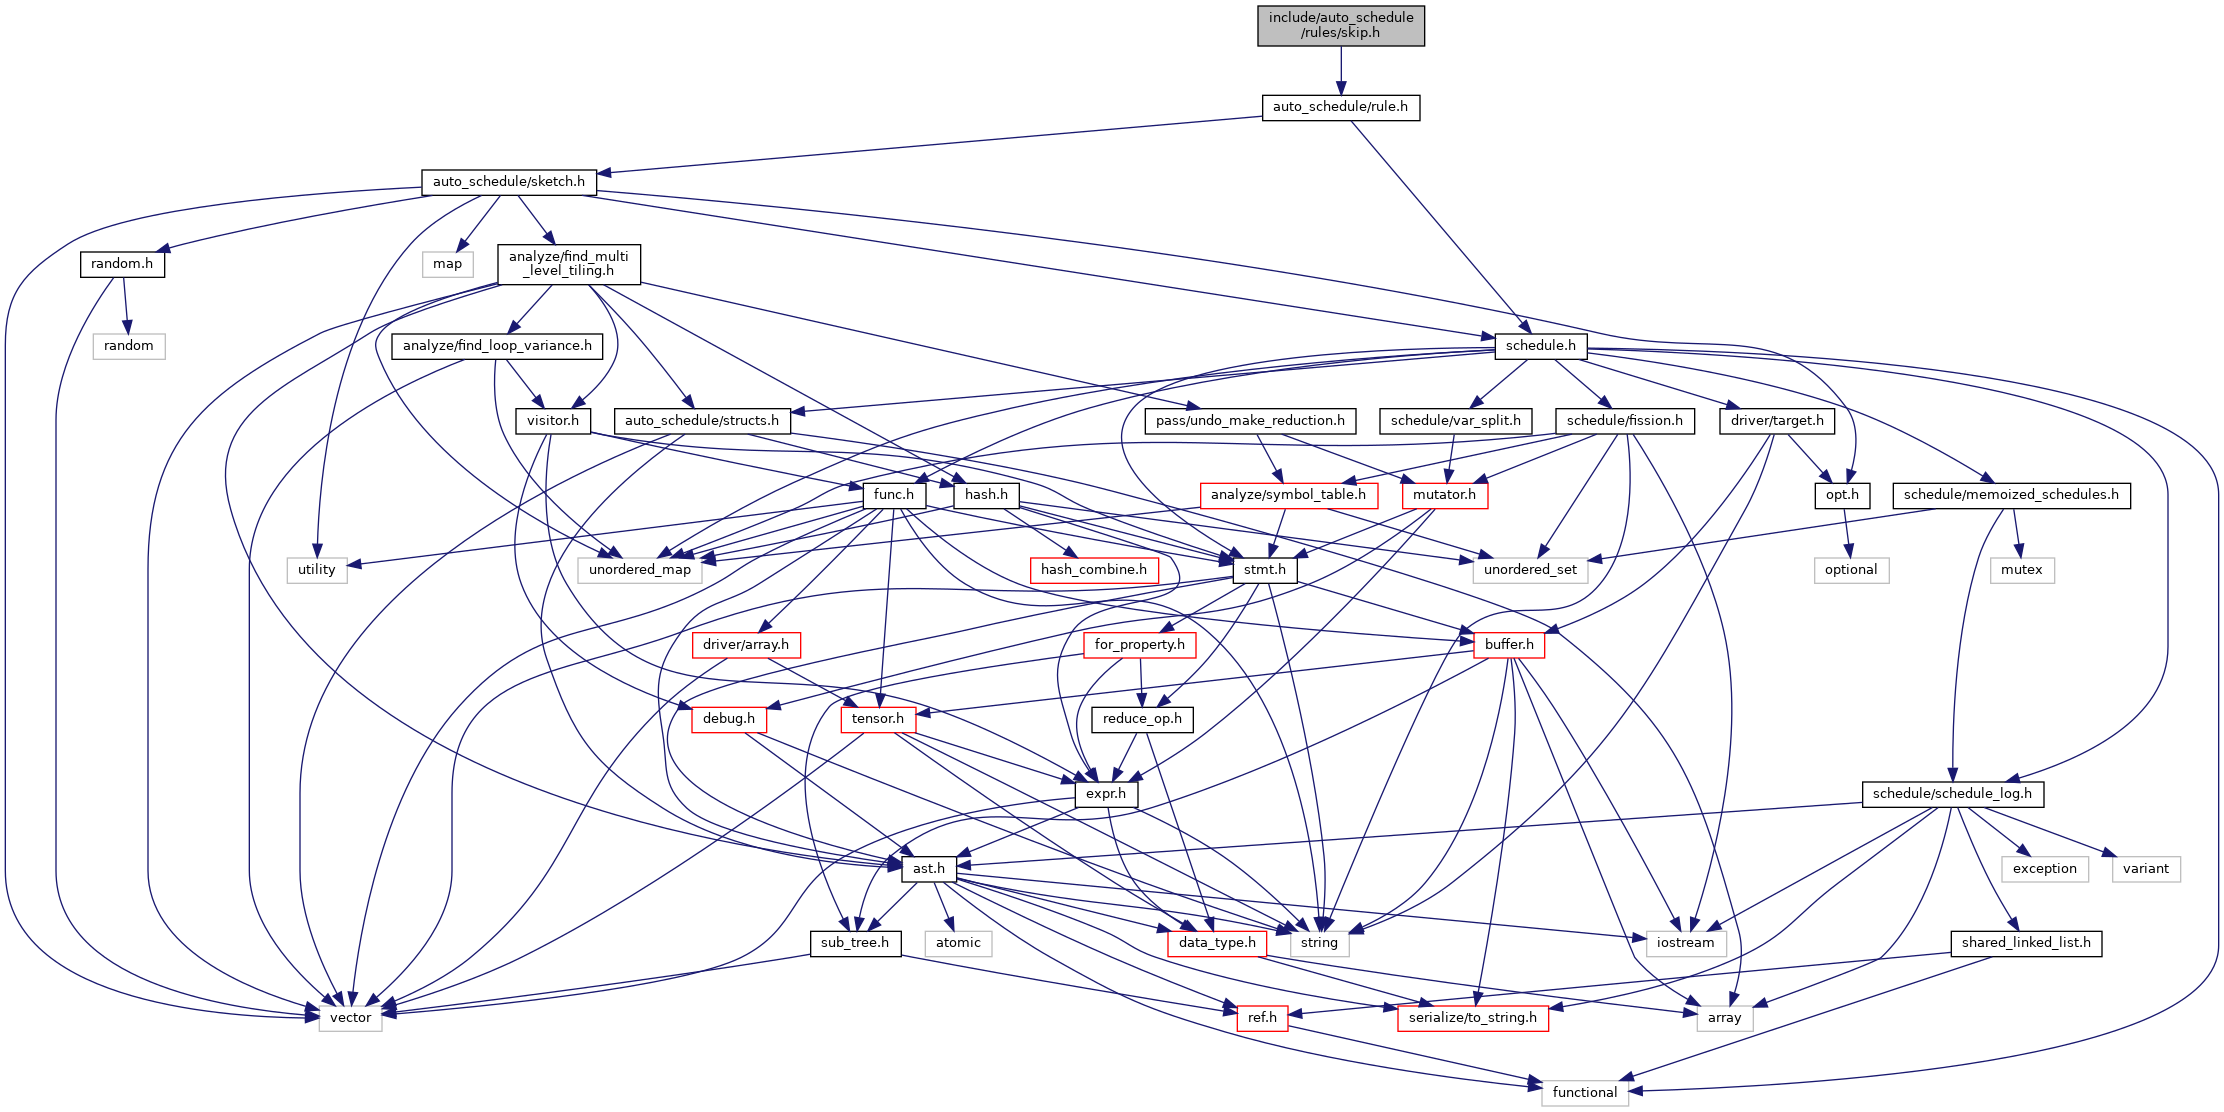 include/auto_schedule
/rules/skip.h
auto_schedule/rule.h
auto_schedule/sketch.h
random.h
map
analyze/find_multi
_level_tiling.h
random
analyze/find_loop_variance.h
schedule.h
visitor.h
auto_schedule/structs.h
pass/undo_make_reduction.h
schedule/var_split.h
schedule/fission.h
driver/target.h
func.h
hash.h
analyze/symbol_table.h
mutator.h
opt.h
schedule/memoized_schedules.h
utility
unordered_map
hash_combine.h
stmt.h
unordered_set
optional
mutex
driver/array.h
for_property.h
buffer.h
debug.h
tensor.h
reduce_op.h
expr.h
schedule/schedule_log.h
ast.h
exception
variant
sub_tree.h
atomic
data_type.h
string
iostream
shared_linked_list.h
vector
ref.h
serialize/to_string.h
array
functional